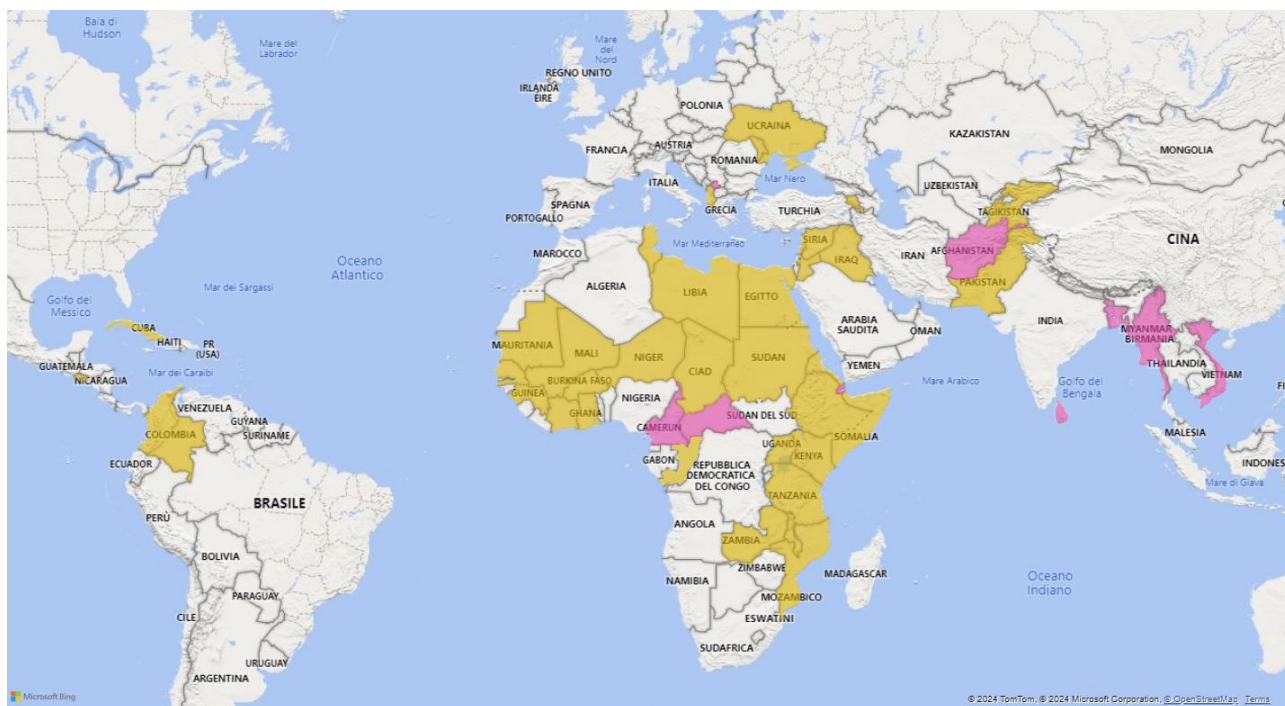 Baia di
Hudson
Mare del
Labrador
Mare
del
Nord
REGNO UNITO
IRLANDA
EIRE
POLONIA
UCRAINA
KAZAKISTAN
MONGOLIA
FRANCIA
AUSTRIA
ROMANIA
ITALIA
Mar Nero
UZBEKISTAN
SPAGNA
PORTOGALLO
GRECIA
TURCHIA
TAGIKISTAN
CINA
Oceano
Atlantico
MAROCCO
Mar Mediterraneo
SIRIA
IRAQ
IRAN
AFGHANISTAN
PAKISTAN
Mar dei Sargassi
ALGERIA
LIBIA
EGITTO
ARABIA
SAUDITA
OMAN
INDIA
MYANMAR
BIRMANIA
Golfo del
Messico
CUBA
HAITI
PR
(USA)
GUATEMALA
NICARAGUA
Mar dei Caraibi
MAURITANIA
MALI
NIGER
CIAD
SUDAN
YEMEN
Mare Arabico
Golfo del
Bengala
THAILANDIA
VIETNAM
BURKINA FASO
GUINEA
GHANA
NIGERIA
VENEZUELA
GUYANA
SURINAME
COLOMBIA
ECUADOR
CAMERUN
SUDAN DEL SUD
SOMALIA
UGANDA
KENYA
MALESIA
GABON
REPUBBLICA
DEMOCRATICA
DEL CONGO
TANZANIA
INDONES
Mare di Giava
PERÙ
BRASILE
ANGOLA
ZAMBIA
BOLIVIA
ZIMBABWE
MADAGASCAR
Oceano
Indiano
NAMIBIA
MOZAMBICO
PARAGUAY
CILE
ESWATINI
SUDAFRICA
URUGUAY
ARGENTINA
Microsoft Bing
© 2024 TomTom, © 2024 Microsoft Corporation, © OpenStreetMap Terms